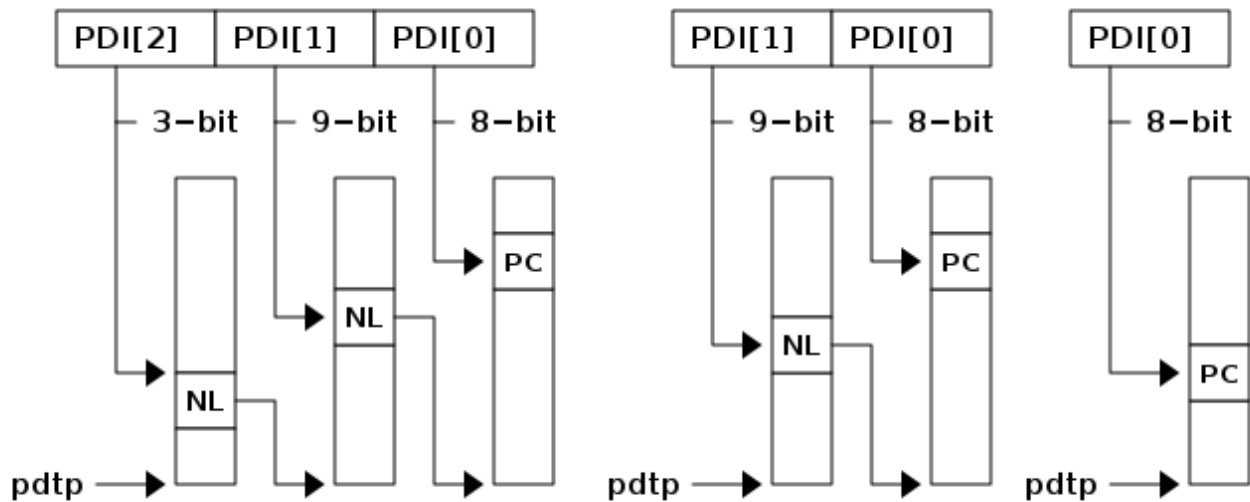 PDI[2] PDI[1] PDI[0] PDI[1] PDI[0] PDI[0]
3-bit 9-bit 8-bit 9-bit 8-bit 8-bit
PC PC
NL NL
NL PC
pdtp pdtp pdtp